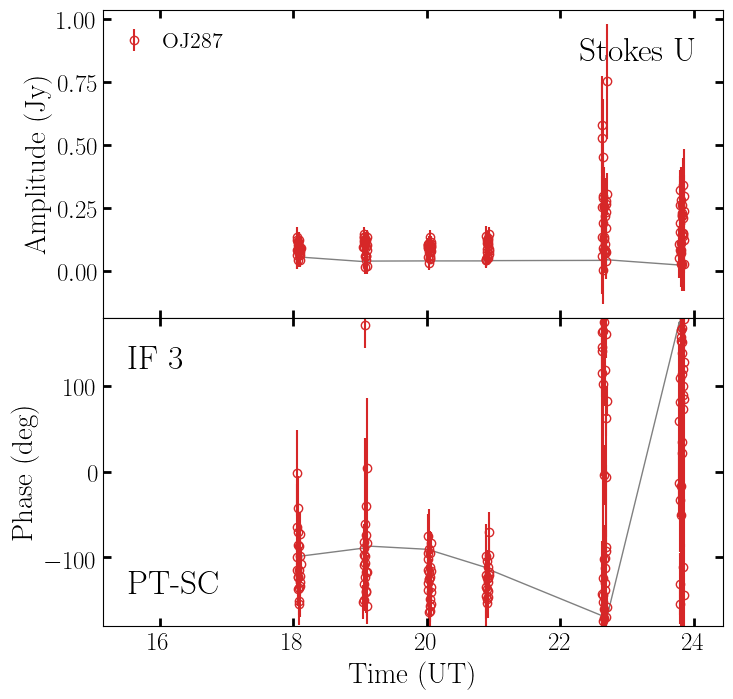 1.00
0.75
0.50
0.25
0.00
Amplitude (Jy)
OJ287
Stokes U
100
0
−100
Phase (deg)
IF 3
PT-SC
16 18 20 22 24
Time (UT)